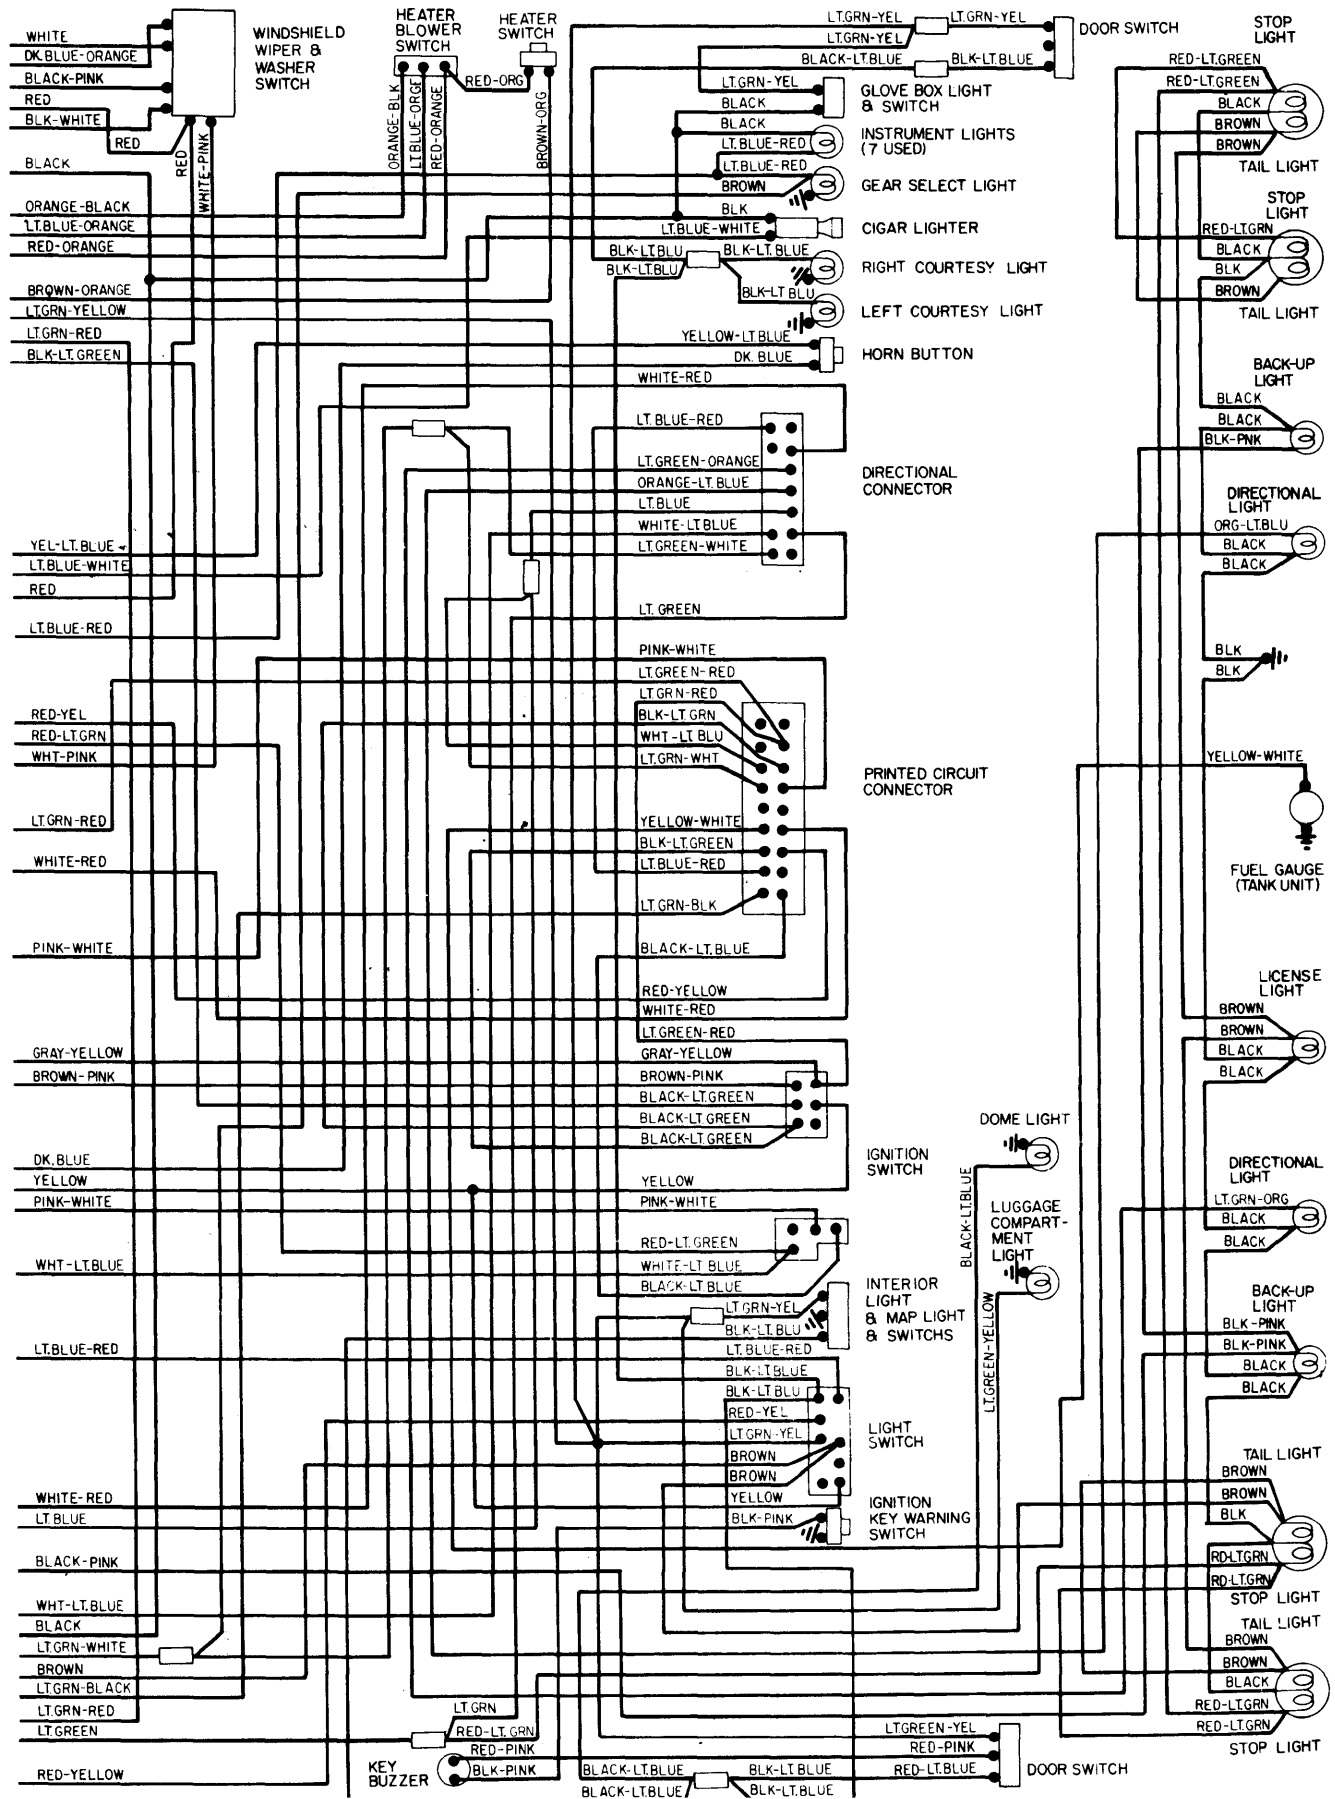 WHITE
DK.BLUE-ORANGE
BLACK-PINK
RED
BLK-WHITE
RED
BLACK
ORANGE-BLACK
LT.BLUE-ORANGE
RED-ORANGE
BROWN-ORANGE
LT.GRN-YELLOW
LT.GRN-RED
BLK-LT.GREEN
YEL-LT.BLUE
LT.BLUE-WHITE
RED
LT.BLUE-RED
RED-YEL
RED-LT.GRN
WHT-PINK
LT.GRN-RED
WHITE-RED
PINK-WHITE
GRAY-YELLOW
BROWN-PINK
DK.BLUE
YELLOW
PINK-WHITE
WHT-LT.BLUE
LT.BLUE-RED
WHITE-RED
LT.BLUE
BLACK-PINK
WHT-LT.BLUE
BLACK
LT.GRN-WHITE
BROWN
LT.GRN-BLACK
LT.GRN-RED
LT.GREEN
RED-YELLOW
WINDSHIELD
WIPER &
WASHER
SWITCH
RED
WHITE-PINK
HEATER
BLOWER
SWITCH
HEATER
SWITCH
RED-ORG
ORANGE-BLK
LT.BLUE-ORGE
RED-ORANGE
BROWN-ORG
LT.GRN-YEL
LT.GRN-YEL
LT.GRN-YEL
BLACK-LT.BLUE
BLK-LT.BLUE
DOOR SWITCH
LT.GRN-YEL
BLACK
GLOVE BOX LIGHT
& SWITCH
BLACK
LT.BLUE-RED
INSTRUMENT LIGHTS
(7 USED)
LT.BLUE-RED
BROWN
GEAR SELECT LIGHT
BLK
LT.BLUE-WHITE
CIGAR LIGHTER
BLK-LT.BLU
BLK-LT.BLUE
BLK-LT.BLU
RIGHT COURTESY LIGHT
BLK-LT BLU
LEFT COURTESY LIGHT
YELLOW-LT.BLUE
DK. BLUE
HORN BUTTON
WHITE-RED
LT.BLUE-RED
LT.GREEN-ORANGE
ORANGE-LT.BLUE
LT.BLUE
WHITE-LT.BLUE
LT.GREEN-WHITE
LT. GREEN
DIRECTIONAL
CONNECTOR
PINK-WHITE
LT.GREEN-RED
LT.GRN-RED
BLK-LT.GRN
WHT-LT BLU
LT.GRN-WHT
YELLOW-WHITE
BLK-LT.GREEN
LT.BLUE-RED
LT.GRN-BLK
BLACK-LT.BLUE
PRINTED CIRCUIT
CONNECTOR
RED-YELLOW
WHITE-RED
LT.GREEN-RED
GRAY-YELLOW
BROWN-PINK
BLACK-LT.GREEN
BLACK-LT GREEN
BLACK-LT.GREEN
IGNITION
SWITCH
YELLOW
PINK-WHITE
RED-LT.GREEN
WHITE-LT BLUE
BLACK-LT.BLUE
LT GRN-YEL
BLK-LT.BLU
INTERIOR
LIGHT
& MAP LIGHT
& SWITCHS
LT.BLUE-RED
BLK-LT.BLUE
BLK-LT BLU
RED-YEL
LT.GRN-YEL
BROWN
BROWN
YELLOW
LIGHT
SWITCH
BLK-PINK
IGNITION
KEY WARNING
SWITCH
DOME LIGHT
BLACK-LT.BLUE
LUGGAGE
COMPART-
MENT
LIGHT
LT.GREEN-YELLOW
LT.GRN
RED-LT. GRN
KEY
BUZZER
RED-PINK
BLK-PINK
BLACK-LT.BLUE
BLACK-LT.BLUE
BLK-LT.BLUE
BLK-LT.BLUE
LT.GREEN-YEL
RED-PINK
RED-LT.BLUE
DOOR SWITCH
STOP
LIGHT
RED-LT.GREEN
RED-LT.GREEN
BLACK
BROWN
BROWN
TAIL LIGHT
STOP
LIGHT
RED-LT.GRN
BLACK
BLK
BROWN
TAIL LIGHT
BACK-UP
LIGHT
BLACK
BLACK
BLK-PNK
DIRECTIONAL
LIGHT
ORG-LT.BLU
BLACK
BLACK
BLK
BLK
YELLOW-WHITE
FUEL GAUGE
(TANK UNIT)
LICENSE
LIGHT
BROWN
BROWN
BLACK
BLACK
DIRECTIONAL
LIGHT
LT.GRN-ORG
BLACK
BLACK
BACK-UP
LIGHT
BLK-PINK
BLK-PINK
BLACK
BLACK
TAIL LIGHT
BROWN
BROWN
BLK
RD-LT.GRN
RD-LT.GRN
STOP LIGHT
TAIL LIGHT
BROWN
BROWN
BLACK
RED-LT.GRN
RED-LT.GRN
STOP LIGHT